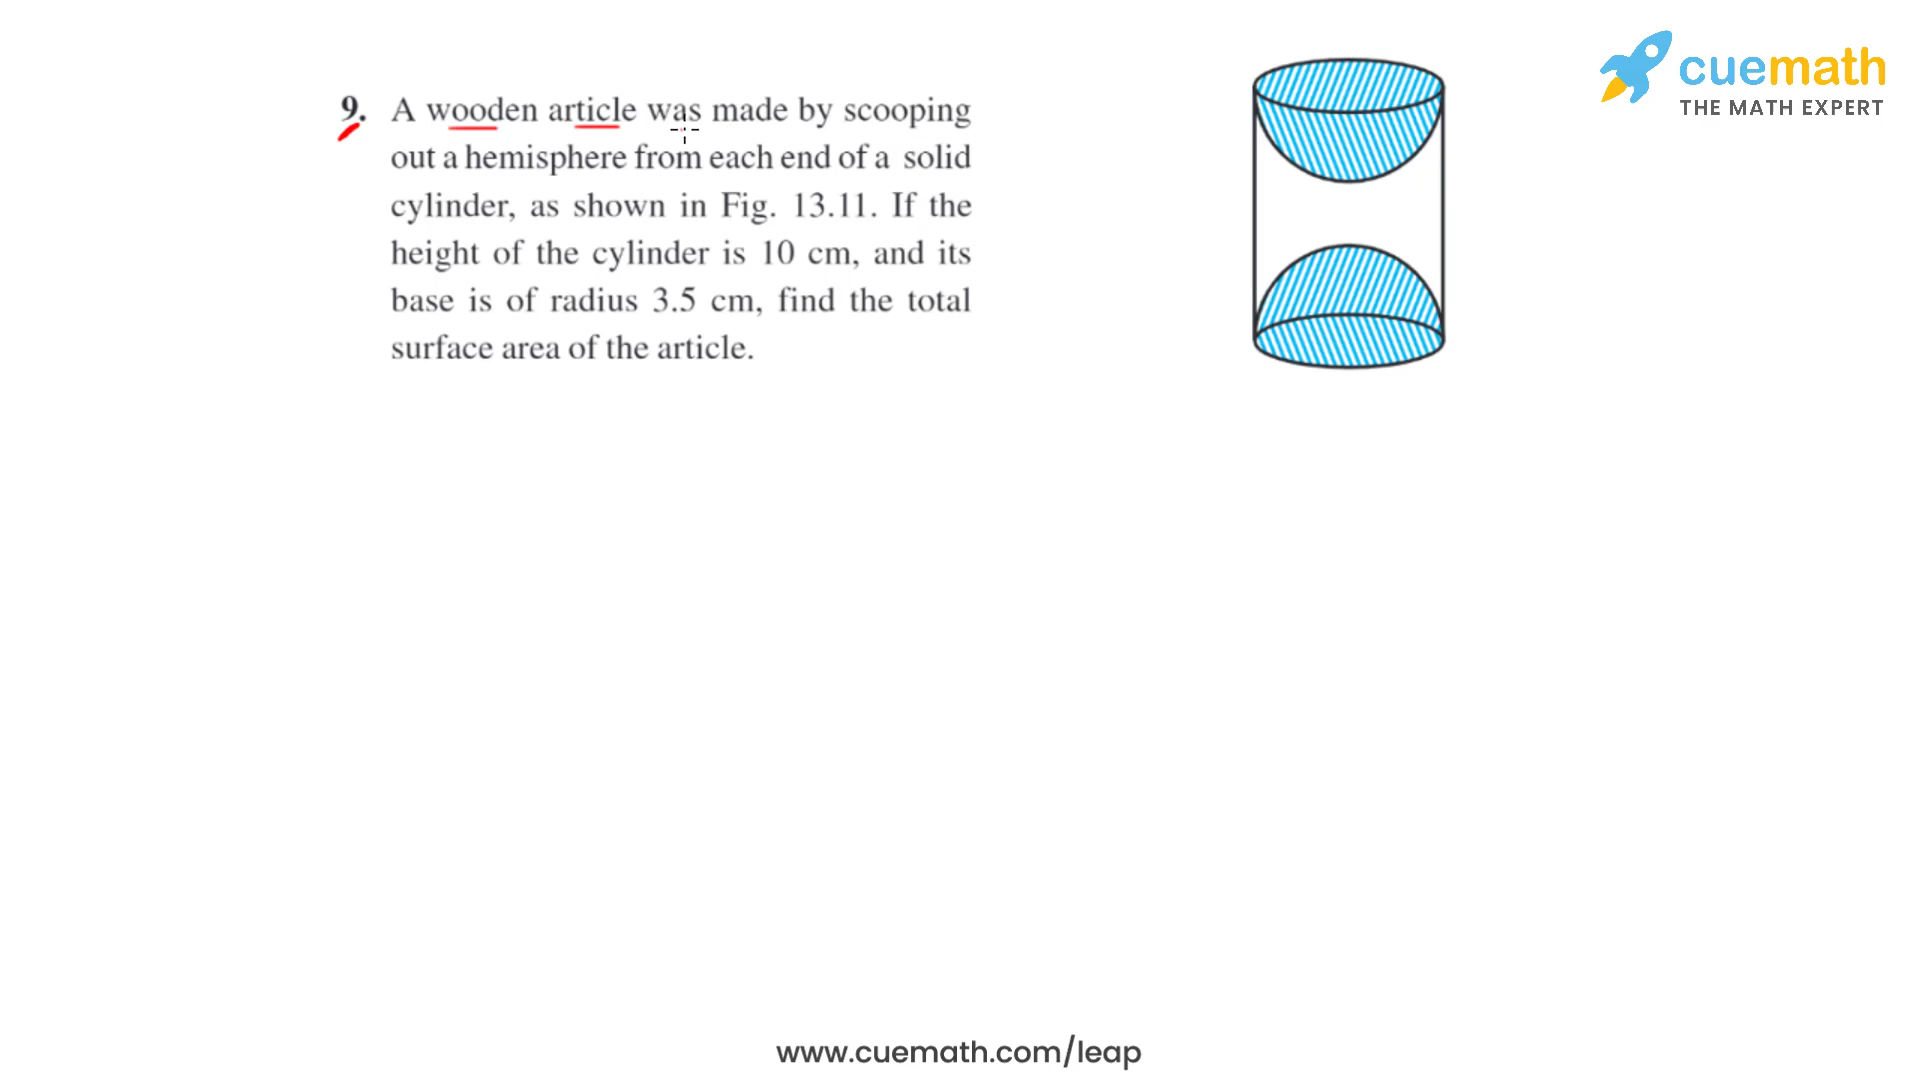 cuemath
THE MATH EXPERT
9. A wooden article was made by scooping
out a hemisphere from each end of a solid
cylinder, as shown in Fig. 13.11. If the
height of the cylinder is 10 cm, and its
base is of radius 3.5 cm, find the total
surface area of the article.
www.cuemath.com/leap